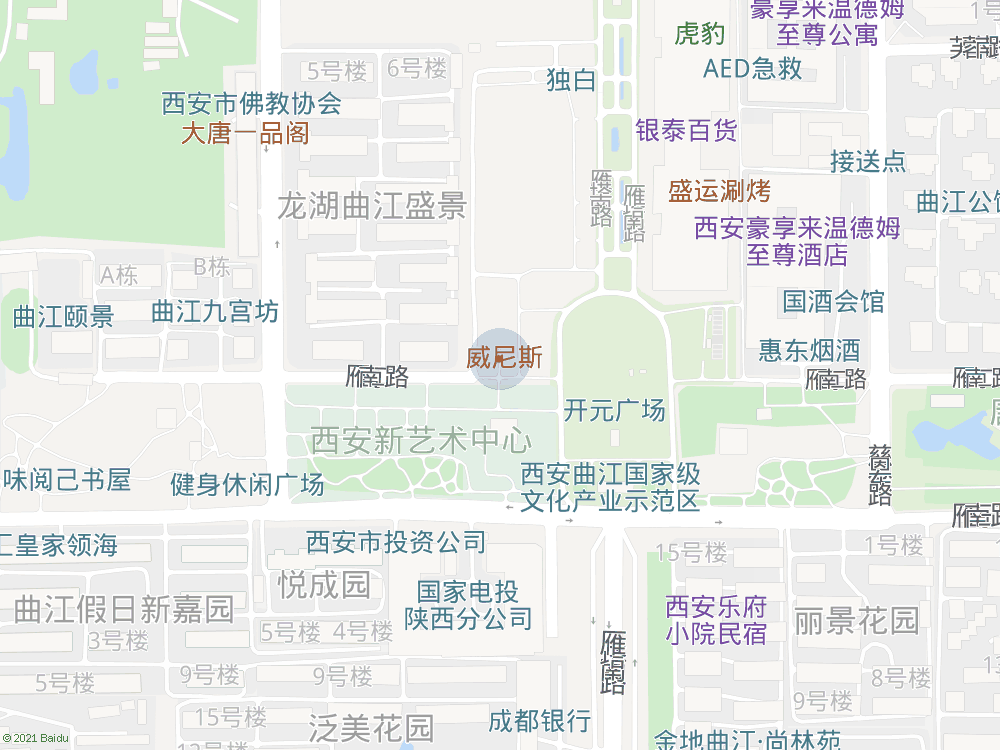 豪享来温德姆
至尊公寓
1号
虎豹
芙蓉南路
AED急救
5号楼
6号楼
独白
西安市佛教协会
大唐一品阁
银泰百货
接送点
盛运涮烤
龙湖曲江盛景
雁塔南路
雁塔南路
曲江公馆
西安豪享来温德姆
至尊酒店
A栋
B栋
曲江颐景
曲江九宫坊
国酒会馆
威尼斯
惠东烟酒
雁南二路
雁南二路
雁南二路
开元广场
西安新艺术中心
味阅己书屋
健身休闲广场
西安曲江国家级
文化产业示范区
慈恩东路
雁南三路
江皇家领海
西安市投资公司
15号楼
1号楼
悦成园
国家电投
陕西分公司
曲江假日新嘉园
西安乐府
小院民宿
丽景花园
3号楼
5号楼
4号楼
雁塔南路
5号楼
9号楼
9号楼
8号楼
13
9号楼
15号楼
泛美花园
成都银行
金地曲江·尚林苑
© 2021 Baidu